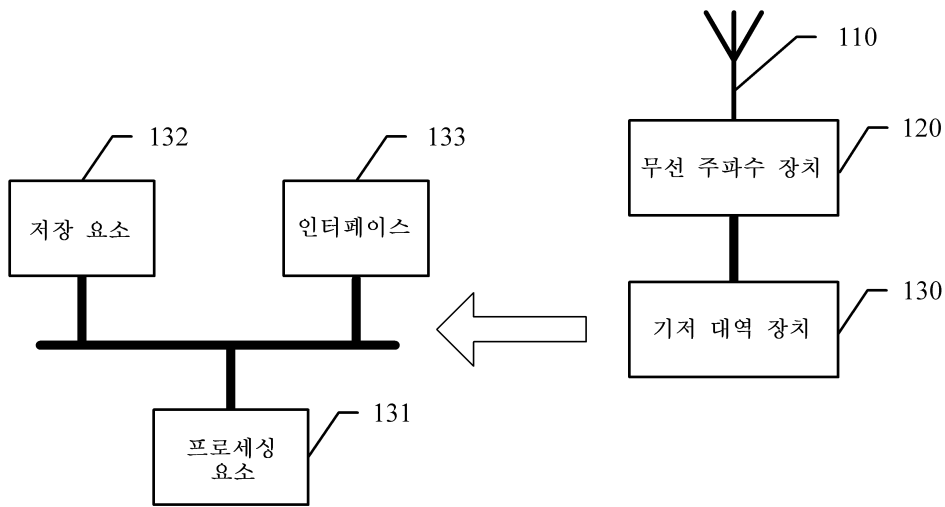 110
120
무선 주파수 장치
132
133
저장 요소
인터페이스
130
기저 대역 장치
131
프로세싱
요소